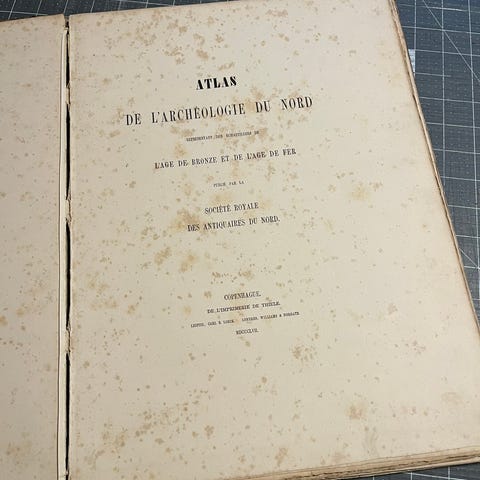 ATLAS
DE L'ARCHÉOLOGIE DU NORD
REPRÉSENTANT DES ÉCHANTILLONS DE
L'AGE DE BRONZE ET DE L'AGE DE FER
PUBLIÉ PAR LA
SOCIÉTÉ ROYALE
DES ANTIQUAIRES DU NORD.
COPENHAGUE.
DE L'IMPRIMERIE DE THIELE.
LEIPSIC, CARL B. LORCK. LONDRES, WILLIAMS & NORGATE.
MDCCCLVII.